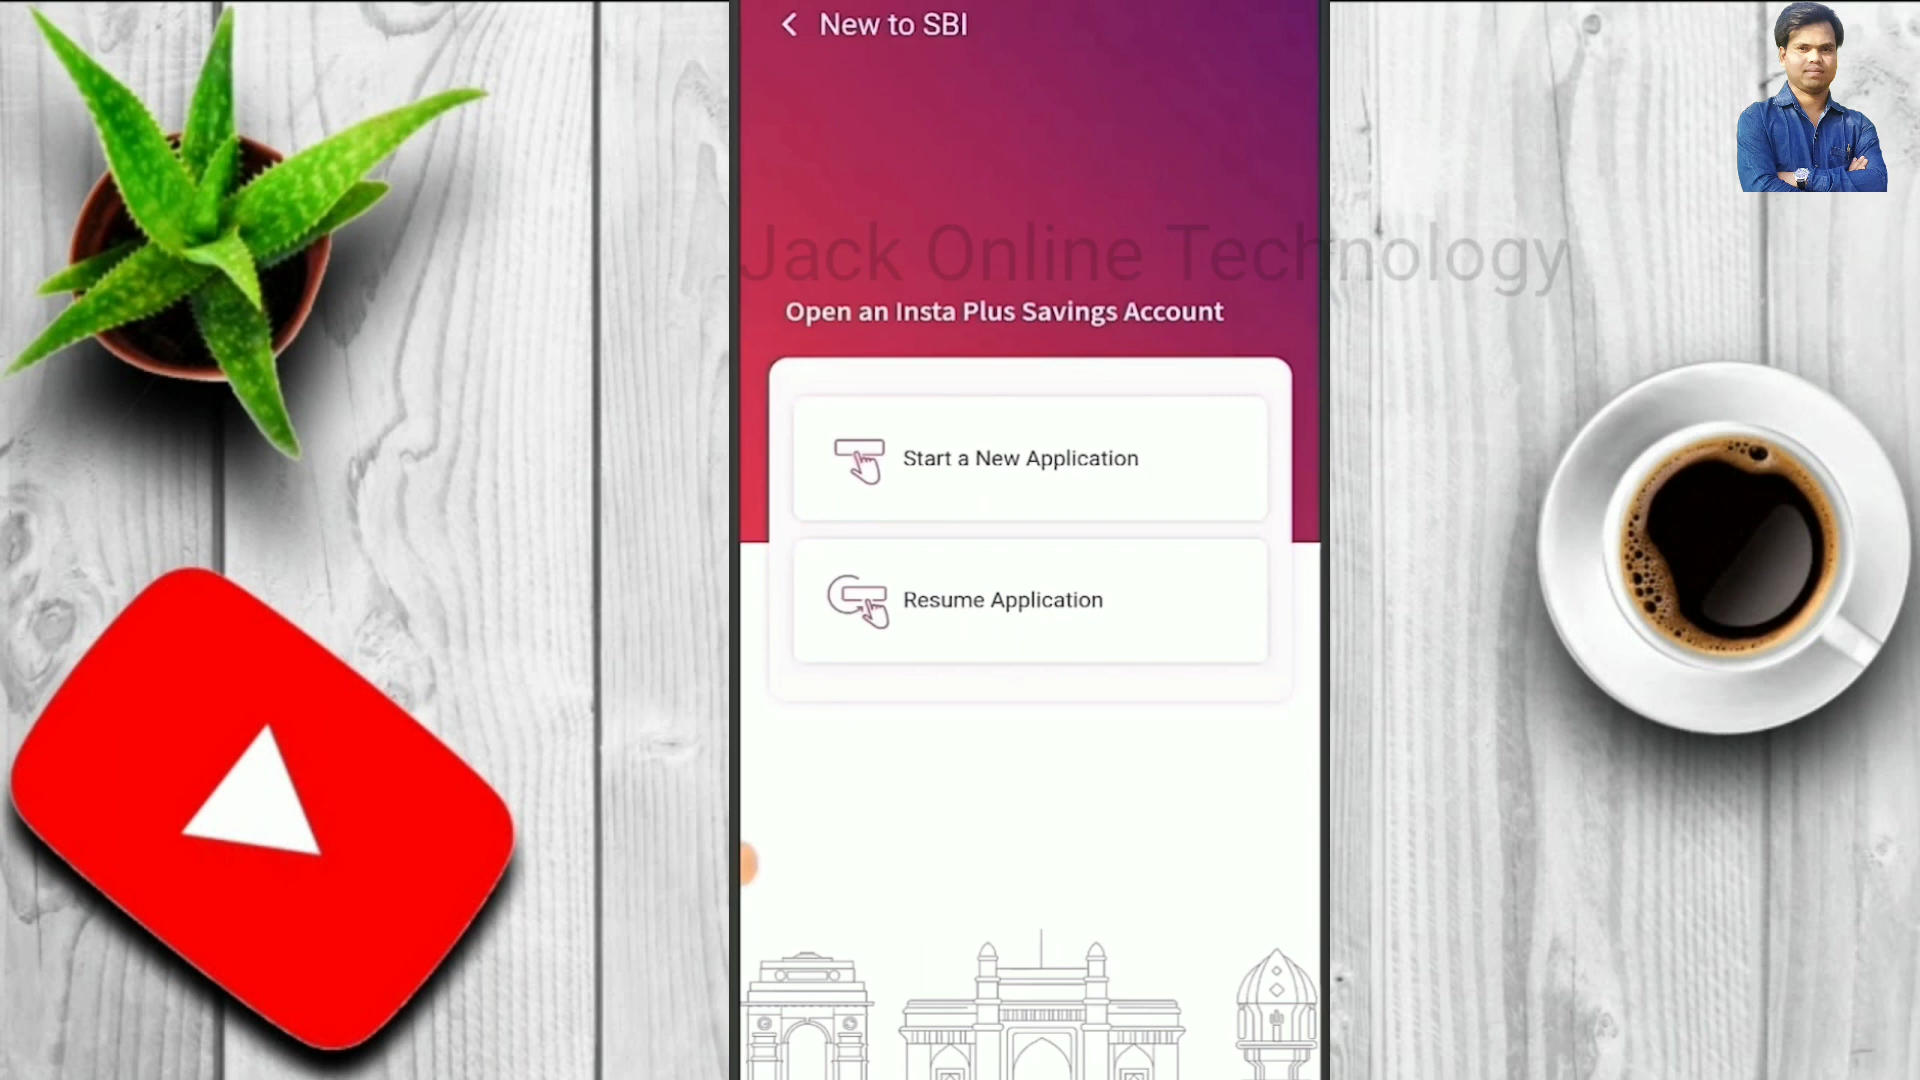 New to SBI
Jack Online Technology
Open an Insta Plus Savings Account
Start a New Application
Resume Application